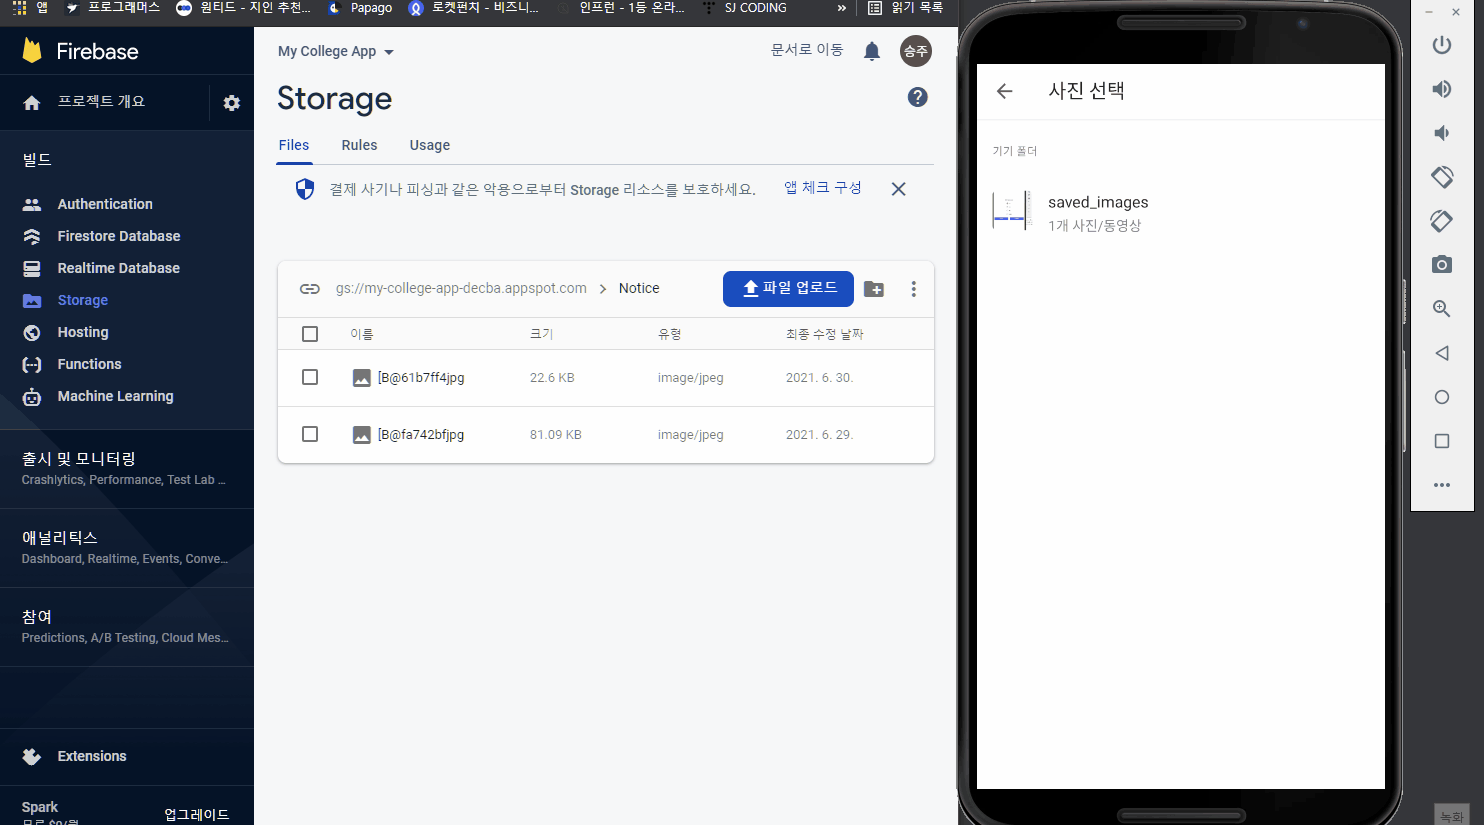 앱
프로그래머스
원티드 - 지인 추천...
Papago
로켓펀치 - 비즈니...
인프런 - 1등 온라...
SJ CODING
»
읽기 목록
Firebase
프로젝트 개요
빌드
Authentication
Firestore Database
Realtime Database
Storage
Hosting
Functions
Machine Learning
출시 및 모니터링
Crashlytics, Performance, Test Lab ...
애널리틱스
Dashboard, Realtime, Events, Conve...
참여
Predictions, A/B Testing, Cloud Mes...
Extensions
Spark
업그레이드
My College App
문서로 이동
승주
Storage
Files Rules Usage
결제 사기나 피싱과 같은 악용으로부터 Storage 리소스를 보호하세요. 앱 체크 구성
gs://my-college-app-decba.appspot.com > Notice
파일 업로드
이름 크기 유형 최종 수정 날짜
[B@61b7ff4jpg 22.6 KB image/jpeg 2021. 6. 30.
[B@fa742bfjpg 81.09 KB image/jpeg 2021. 6. 29.
사진 선택
기기 폴더
saved_images
1개 사진/동영상
녹화